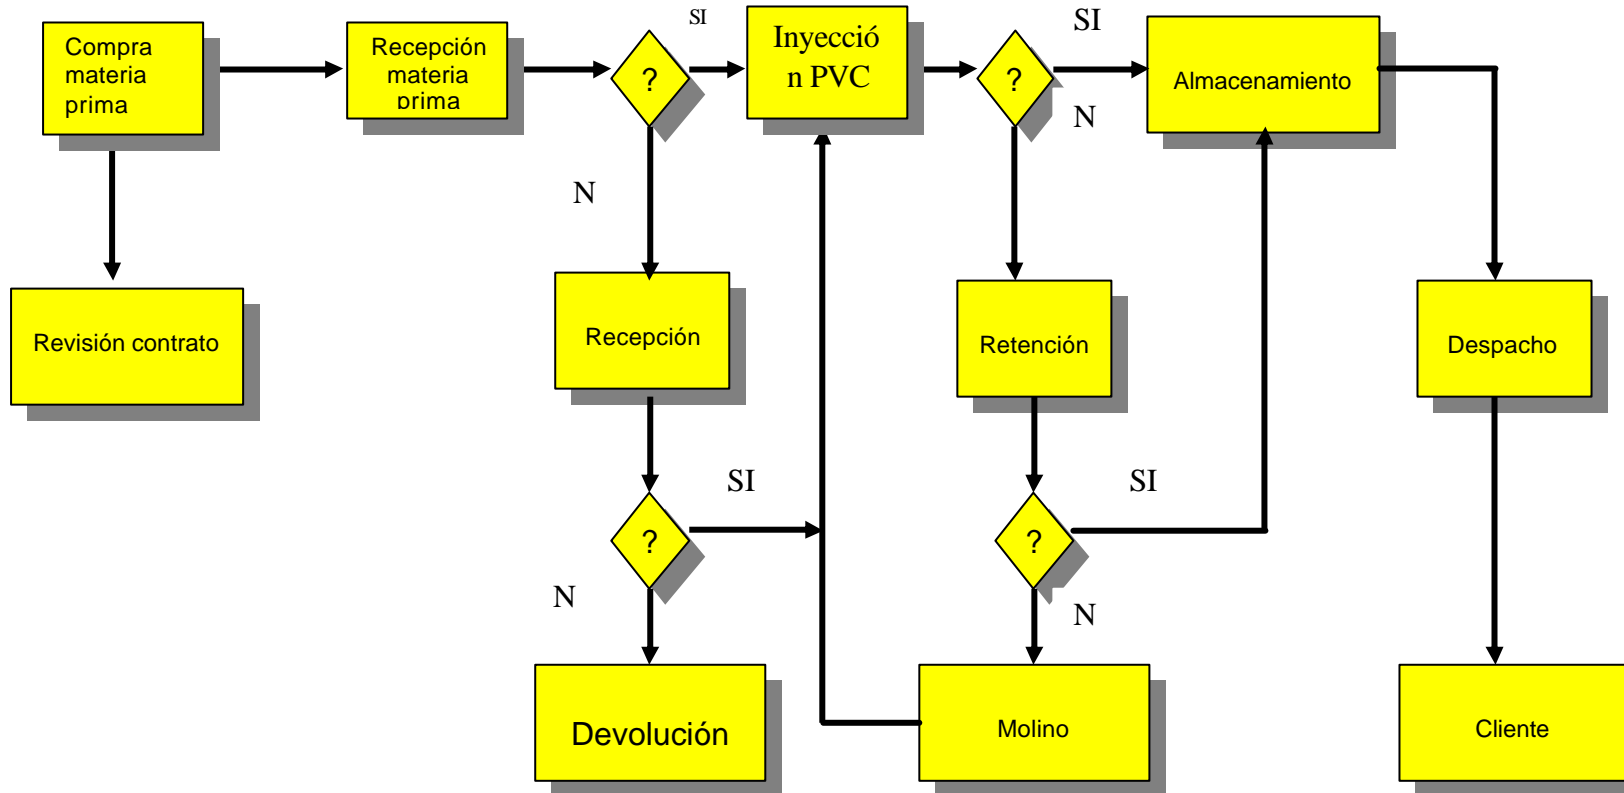 Compra
materia
prima
Recepción
materia
prima
?
SI
Inyecció
n PVC
?
SI
N
Almacenamiento
N
Revisión contrato
Recepción
Retención
Despacho
SI
SI
?
?
N
N
Devolución
Molino
Cliente